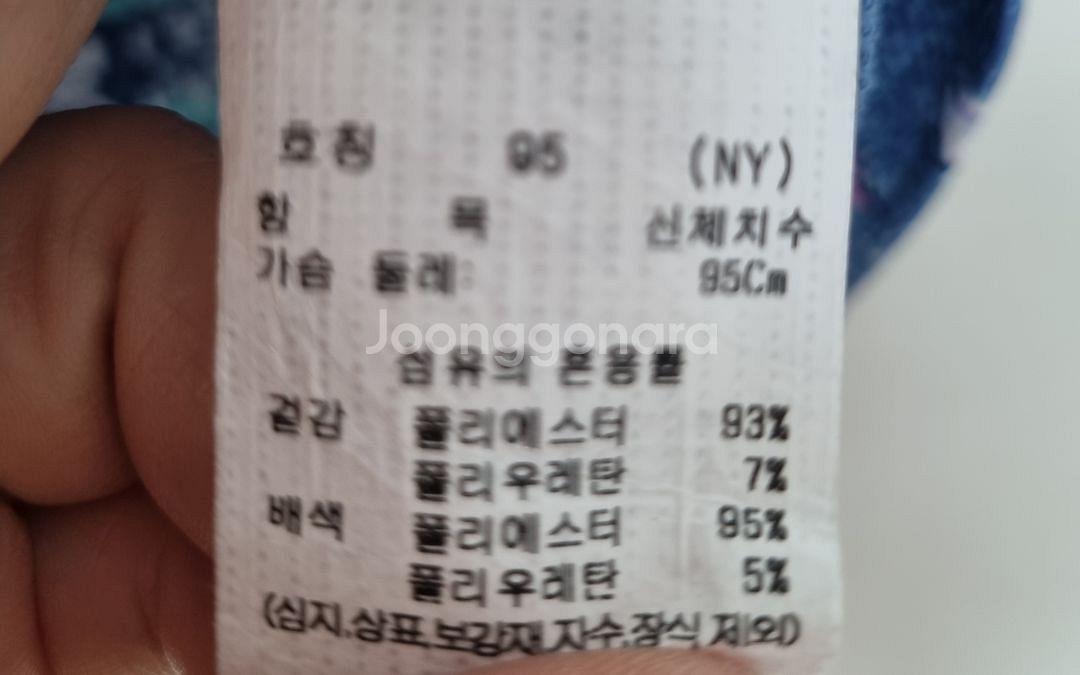 호칭 95 (NY)
항 목 신체치수
가슴 둘레: 95Cm
Joonggonara
섬유의 혼용률
겉감 폴리에스터 93%
폴리우레탄 7%
배색 폴리에스터 95%
폴리우레탄 5%
(심지,상표,보강재,자수,장식 제외)